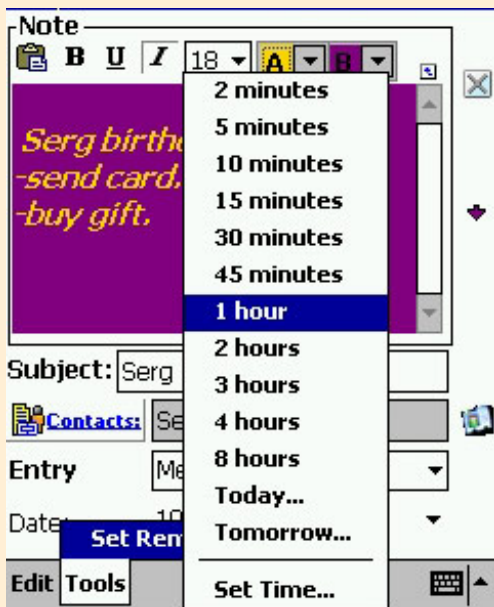 Note
B U I 18 A B
Serg
-send card,
-buy gift,
2 minutes
5 minutes
10 minutes
15 minutes
30 minutes
45 minutes
1 hour
2 hours
3 hours
4 hours
8 hours
Today...
Tomorrow...
Set Time...
Subject: Serg
Contacts: Se
Entry Me
Date: 10
Set
Edit Tools